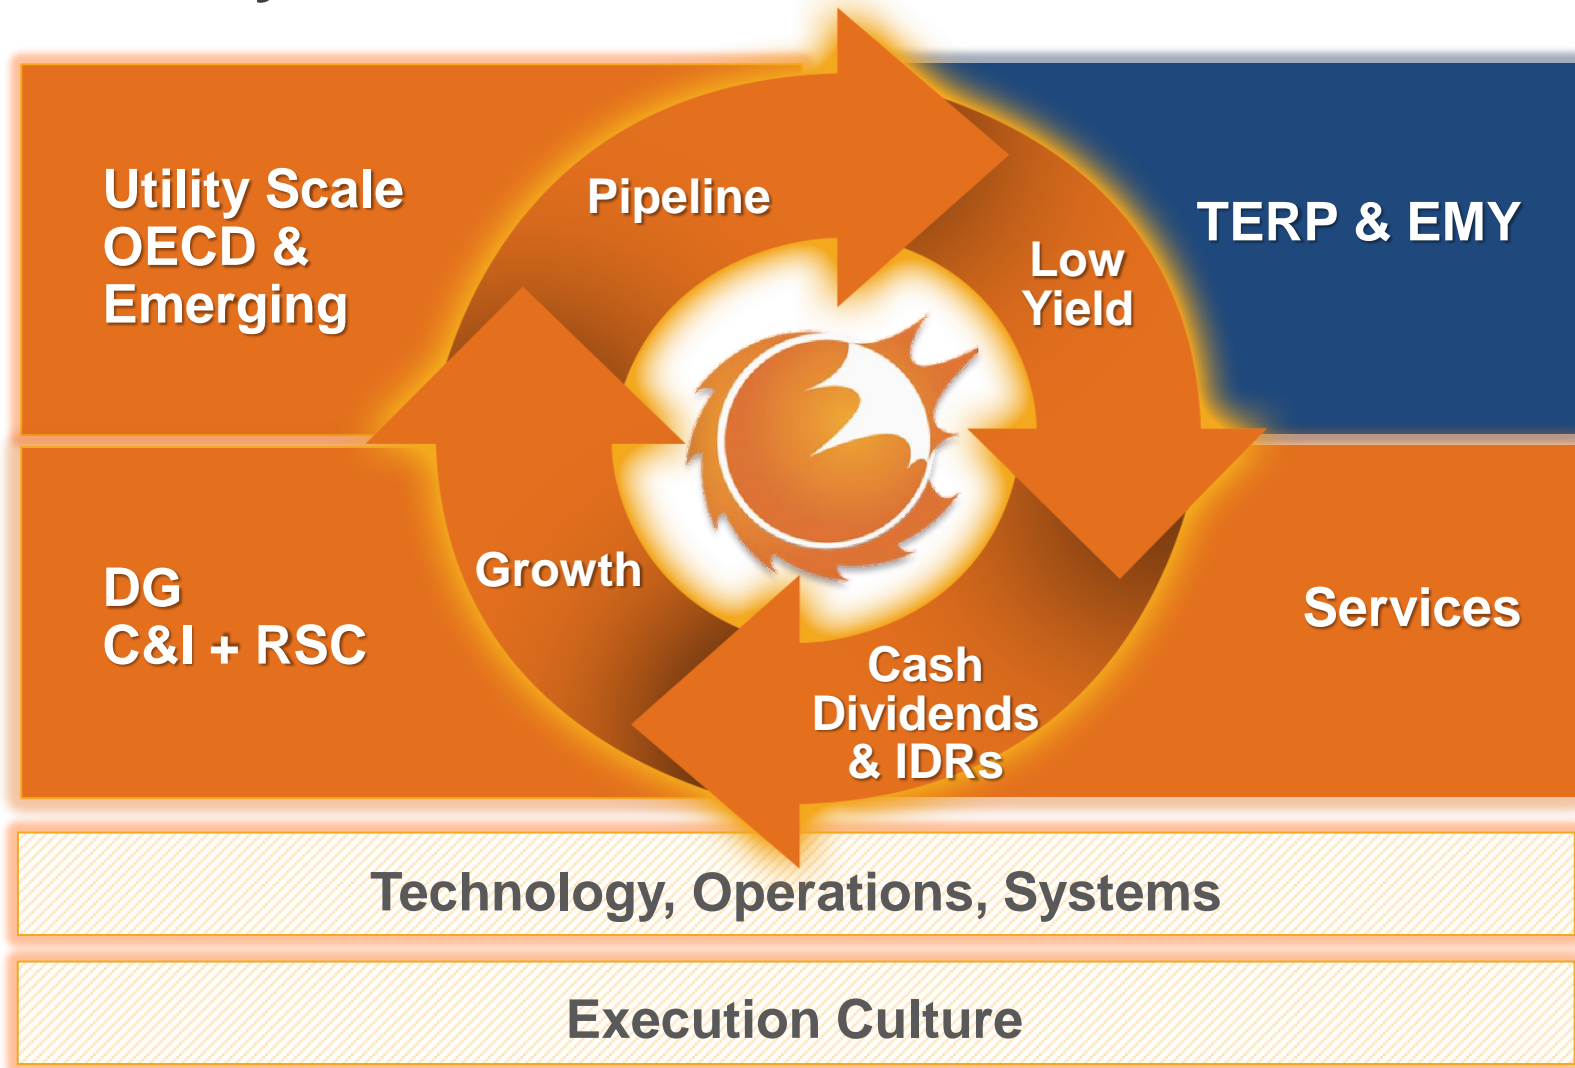 Utility Scale
OECD &
Emerging
Pipeline
Low
Yield
TERP & EMY
DG
C&I + RSC
Growth
Cash
Dividends
& IDRs
Services
Technology, Operations, Systems
Execution Culture